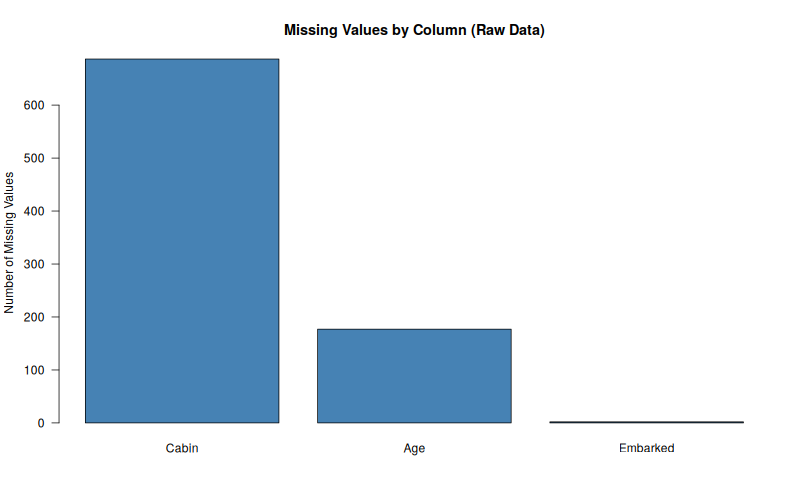 Missing Values by Column (Raw Data)
Number of Missing Values
600
500
400
300
200
100
0
Cabin
Age
Embarked